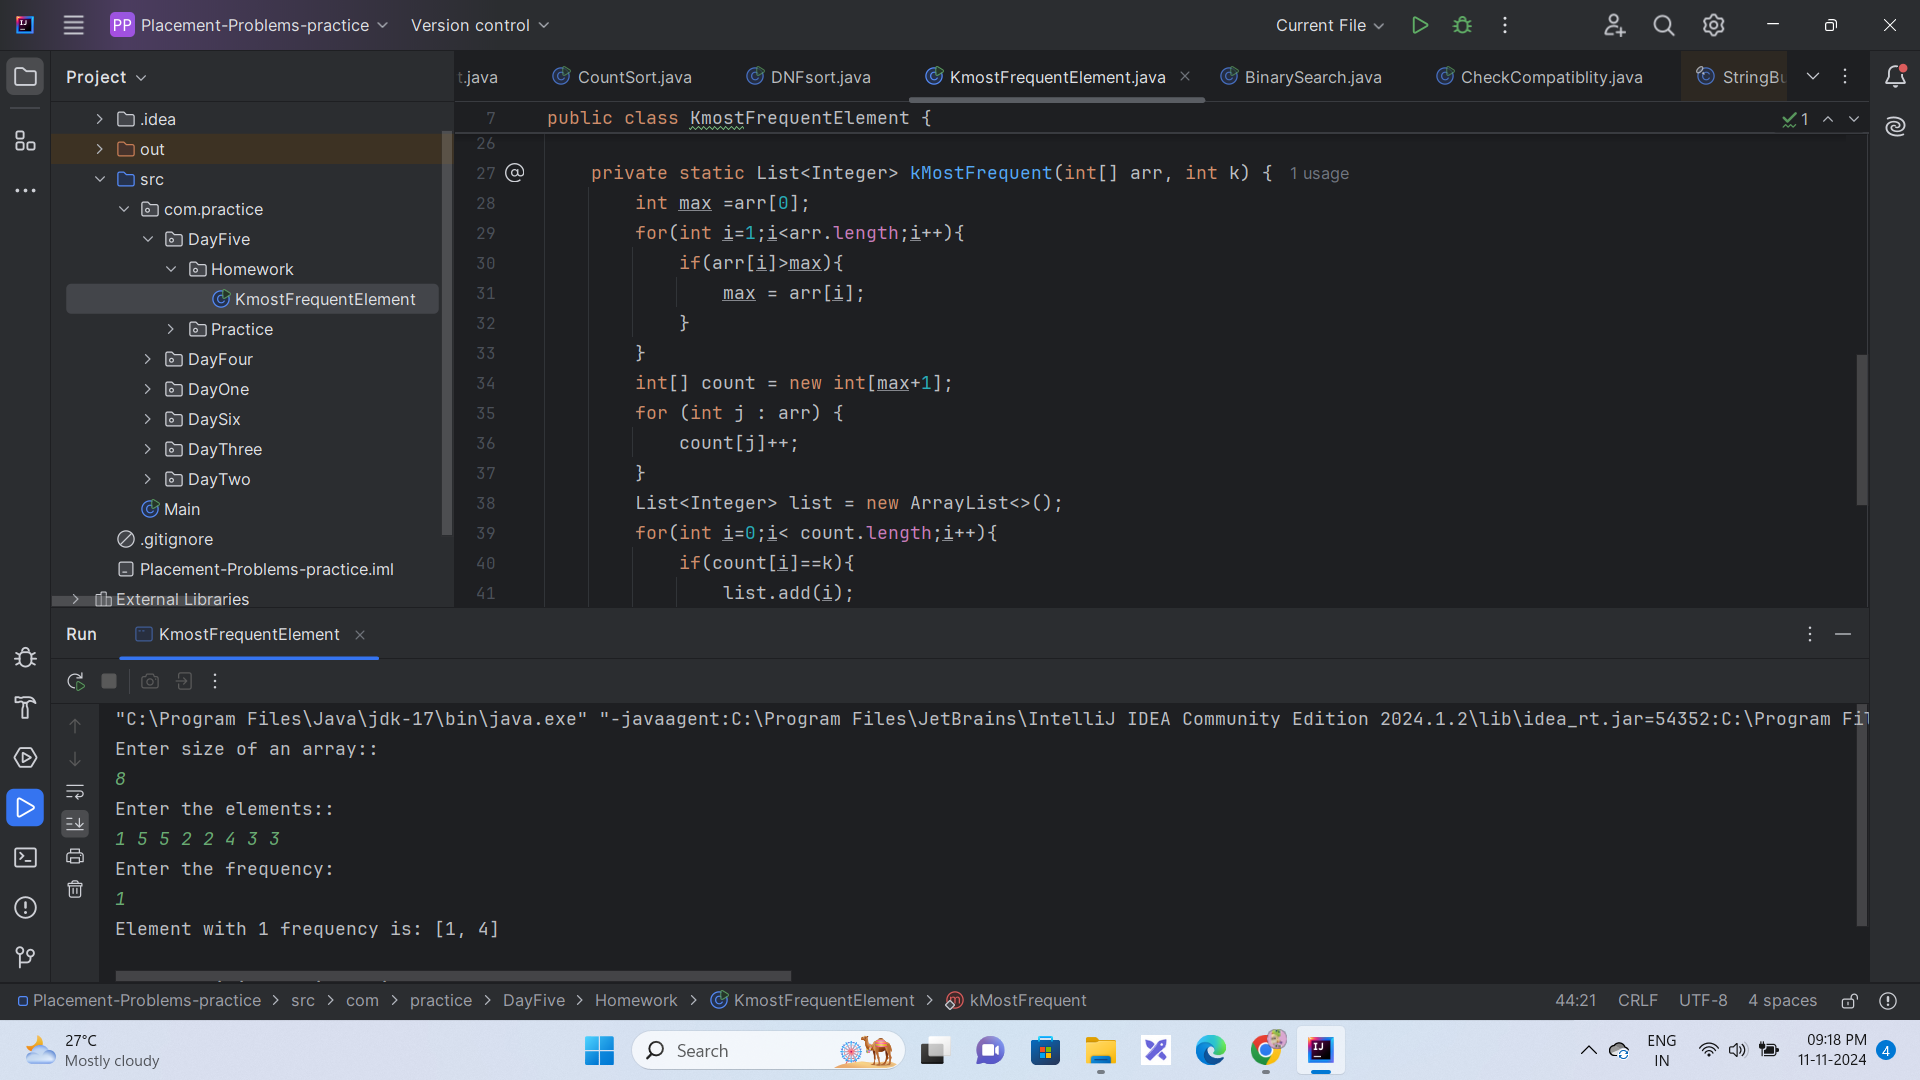 PP Placement-Problems-practice Version control Current File
Project
t.java CountSort.java DNFsort.java KmostFrequentElement.java BinarySearch.java CheckCompatiblity.java StringBu
.idea
out
src
com.practice
DayFive
Homework
KmostFrequentElement
Practice
DayFour
DayOne
DaySix
DayThree
DayTwo
Main
.gitignore
Placement-Problems-practice.iml
External Libraries
7 public class KmostFrequentElement { 1
26
27 @ private static List<Integer> kMostFrequent(int[] arr, int k) { 1 usage
28 int max =arr[0];
29 for(int i=1;i<arr.length;i++){
30 if(arr[i]>max){
31 max = arr[i];
32 }
33 }
34 int[] count = new int[max+1];
35 for (int j : arr) {
36 count[j]++;
37 }
38 List<Integer> list = new ArrayList<>();
39 for(int i=0;i< count.length;i++){
40 if(count[i]==k){
41 list.add(i);
Run KmostFrequentElement
"C:\Program Files\Java\jdk-17\bin\java.exe" "-javaagent:C:\Program Files\JetBrains\IntelliJ IDEA Community Edition 2024.1.2\lib\idea_rt.jar=54352:C:\Program Fil
Enter size of an array::
8
Enter the elements::
1 5 5 2 2 4 3 3
Enter the frequency:
1
Element with 1 frequency is: [1, 4]
Placement-Problems-practice > src > com > practice > DayFive > Homework > KmostFrequentElement > kMostFrequent 44:21 CRLF UTF-8 4 spaces
27°C
Mostly cloudy
Search
ENG
IN
09:18 PM
11-11-2024
4